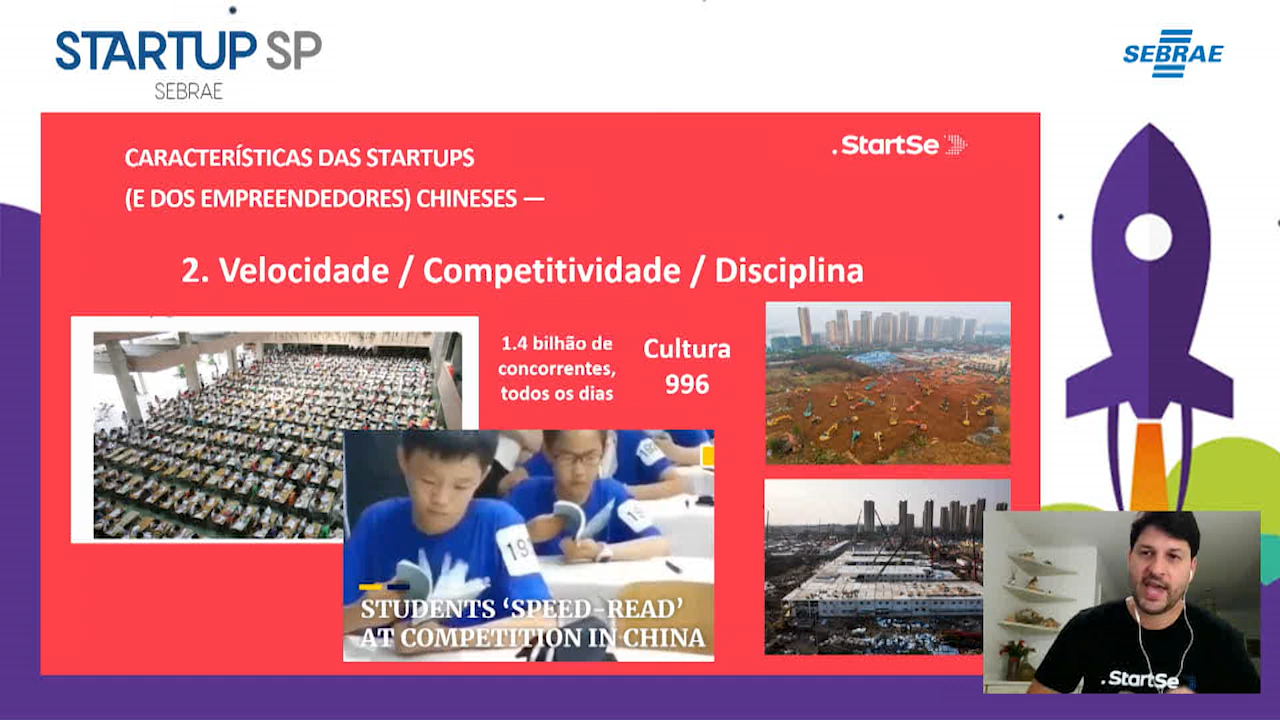 STARTUP SP
SEBRAE
SEBRAE
CARACTERÍSTICAS DAS STARTUPS
(E DOS EMPREENDEDORES) CHINESES —
.StartSe
2. Velocidade / Competitividade / Disciplina
1.4 bilhão de
concorrentes,
todos os dias
Cultura
996
19
STUDENTS ‘SPEED-READ’
AT COMPETITION IN CHINA
.StartSe